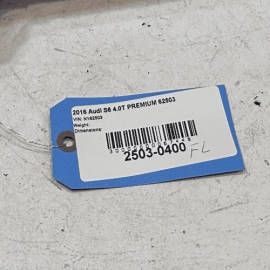 2016 Audi S6 4.0T PREMIUM 62503
VIN: N162503
Weight:
Dimensions:
2503-0400
FL